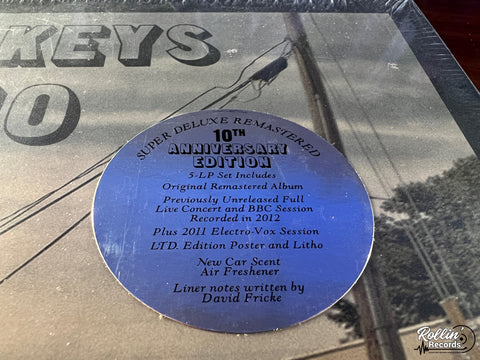 KEYS
O
SUPER DELUXE REMASTERED
10TH
ANNIVERSARY
EDITION
5-LP Set Includes
Original Remastered Album
Previously Unreleased Full
Live Concert and BBC Session
Recorded in 2012
Plus 2011 Electro-Vox Session
LTD. Edition Poster and Litho
New Car Scent
Air Freshener
Liner notes written by
David Fricke
Rollin'
Records